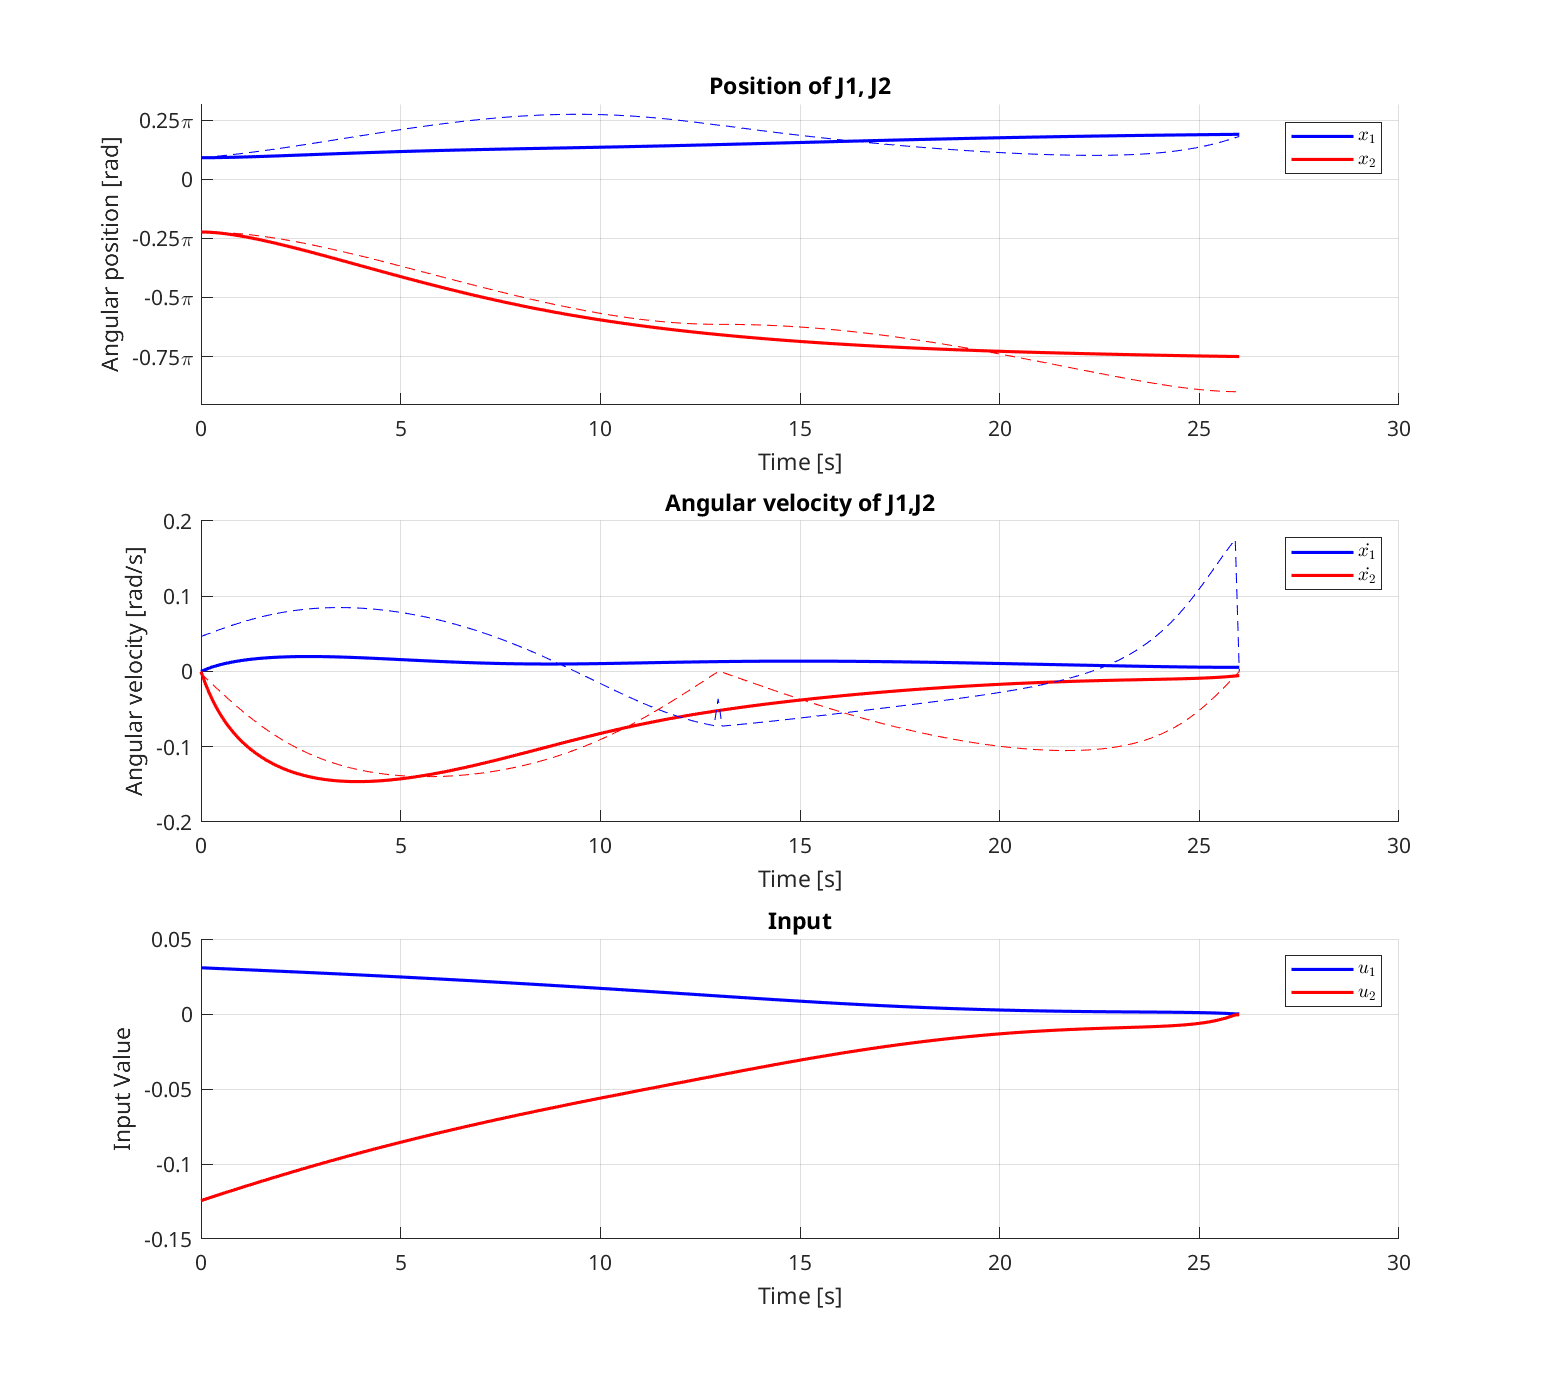 Position of J1, J2
Angular position [rad]
0.25π
0
-0.25π
-0.5π
-0.75π
x₁
x₂
0 5 10 15 20 25 30
Time [s]
Angular velocity of J1,J2
Angular velocity [rad/s]
0.2
0.1
0
-0.1
-0.2
ẋ₁
ẋ₂
0 5 10 15 20 25 30
Time [s]
Input
Input Value
0.05
0
-0.05
-0.1
-0.15
u₁
u₂
0 5 10 15 20 25 30
Time [s]